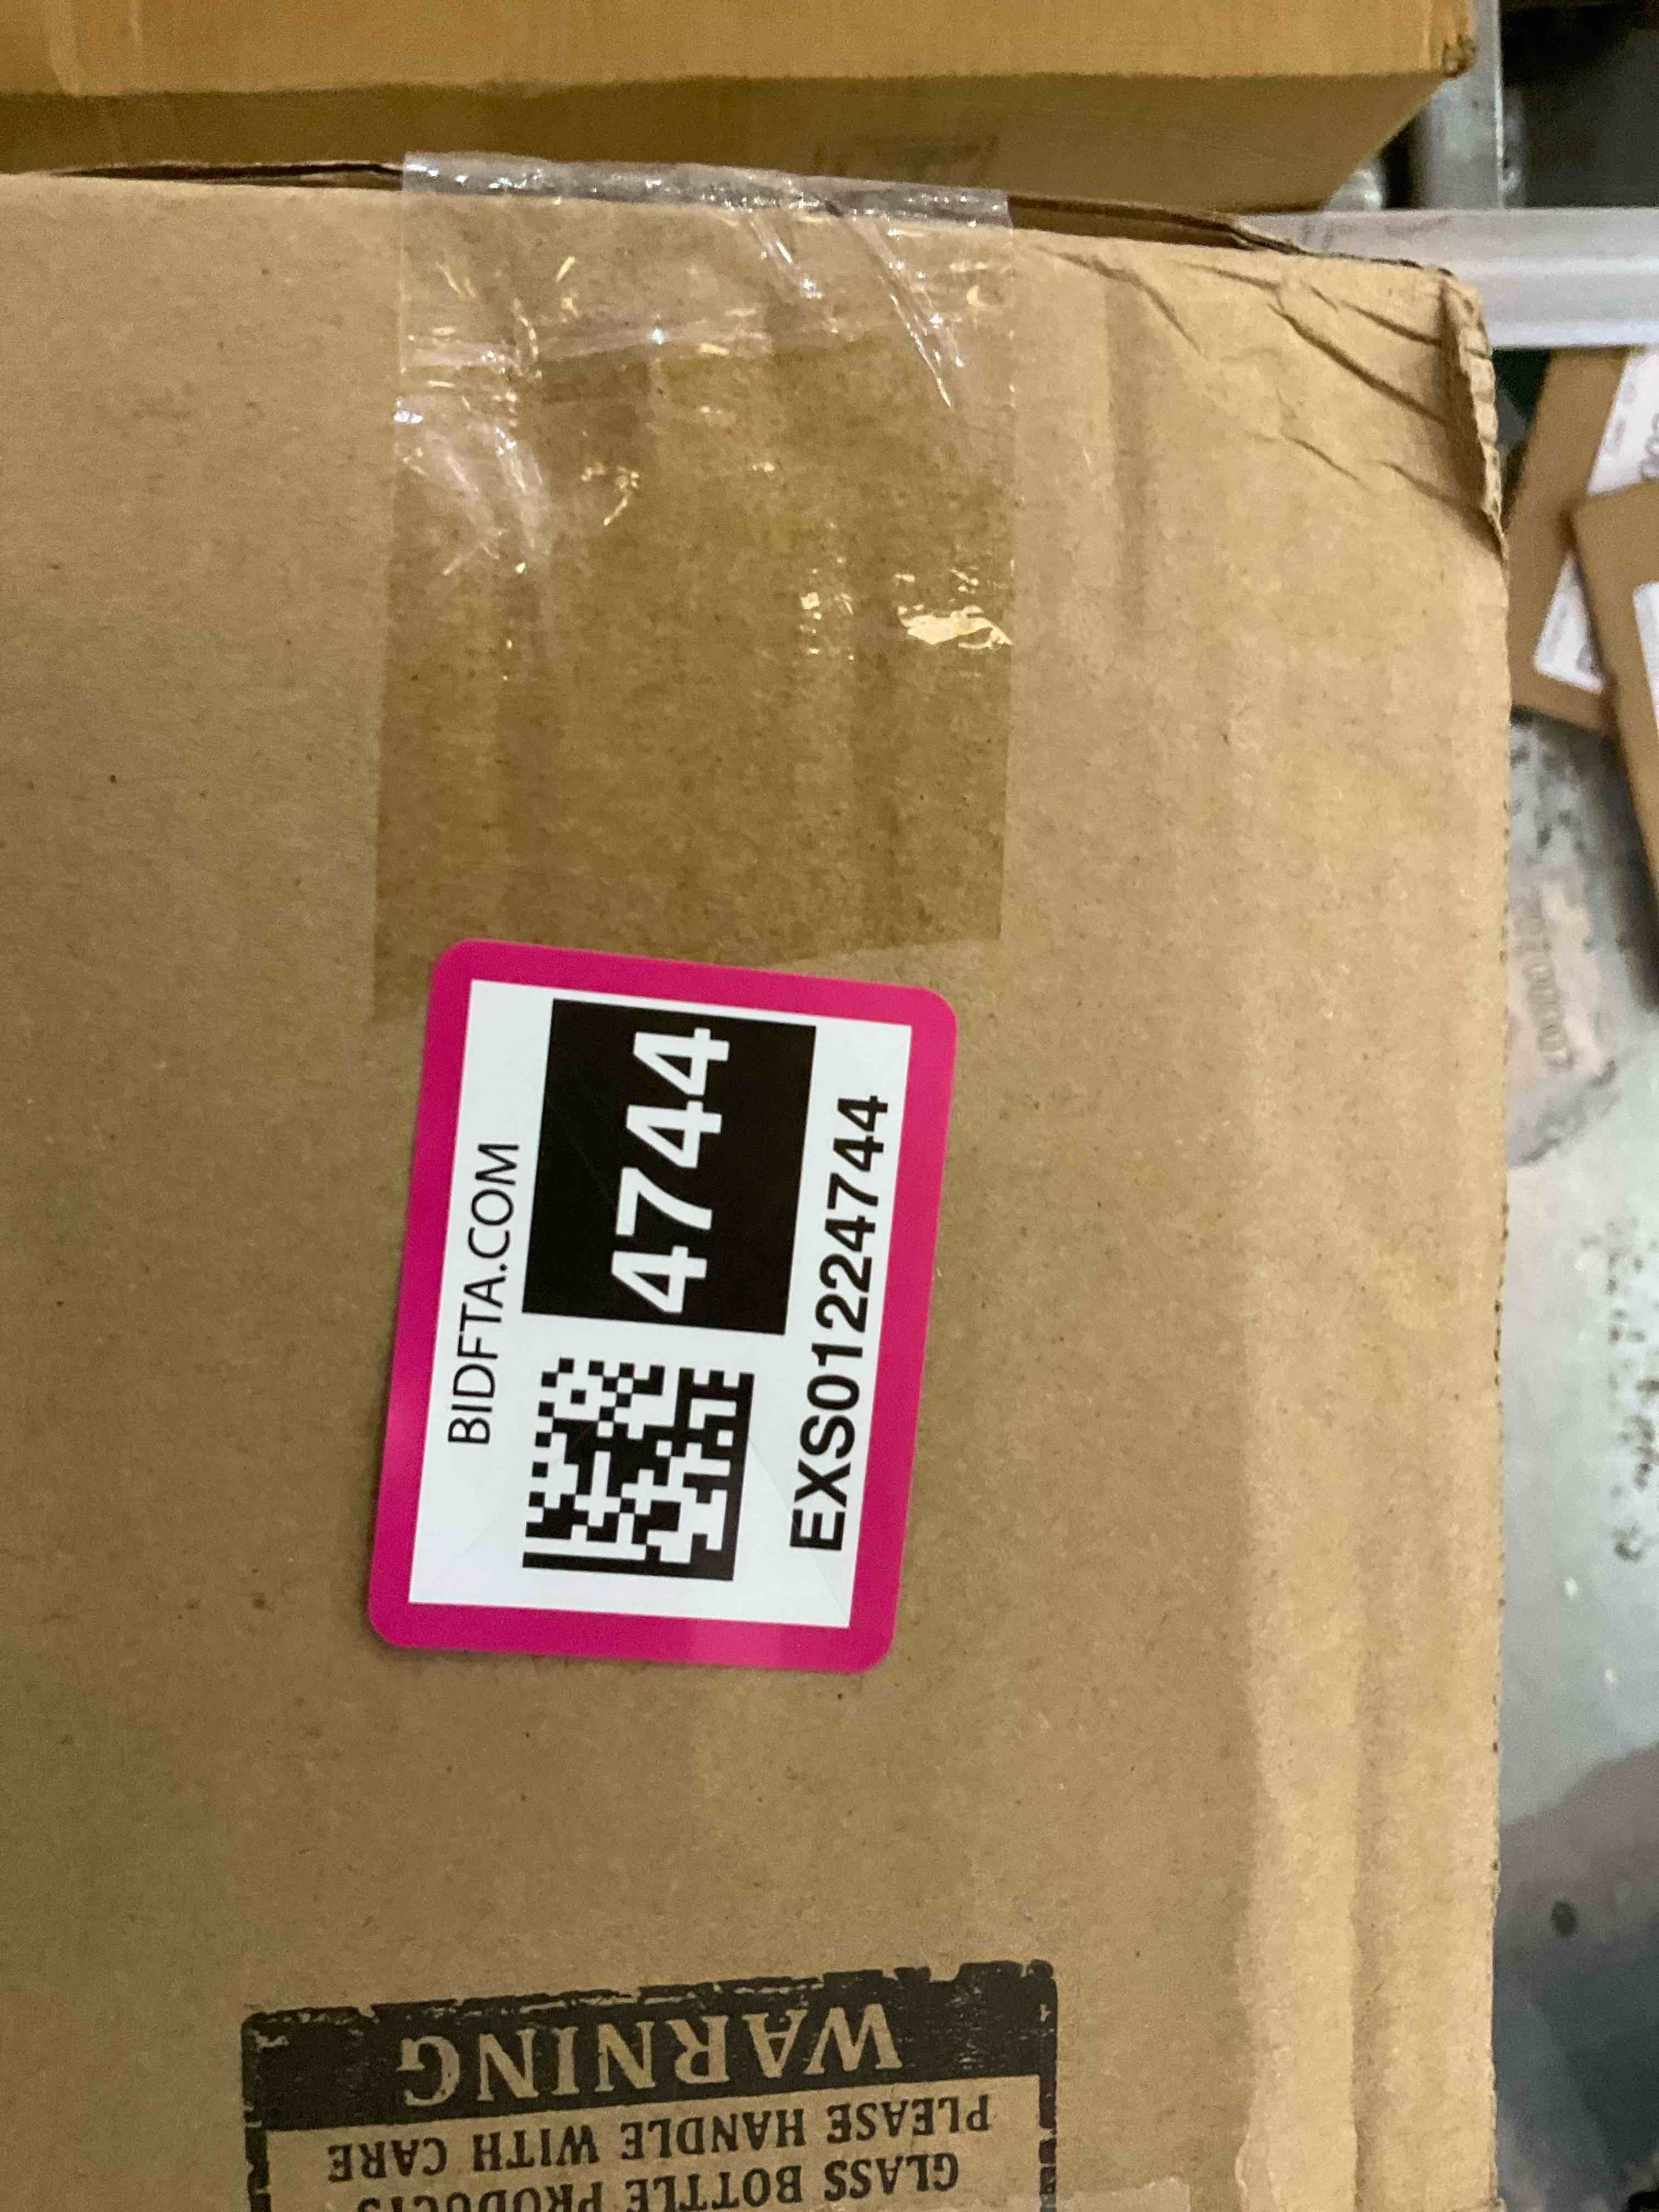 BIDFTA.COM
4744
EXS01224744
WARNING
PLEASE HANDLE WITH CARE
GLASS BOTTLE PRODUCTS